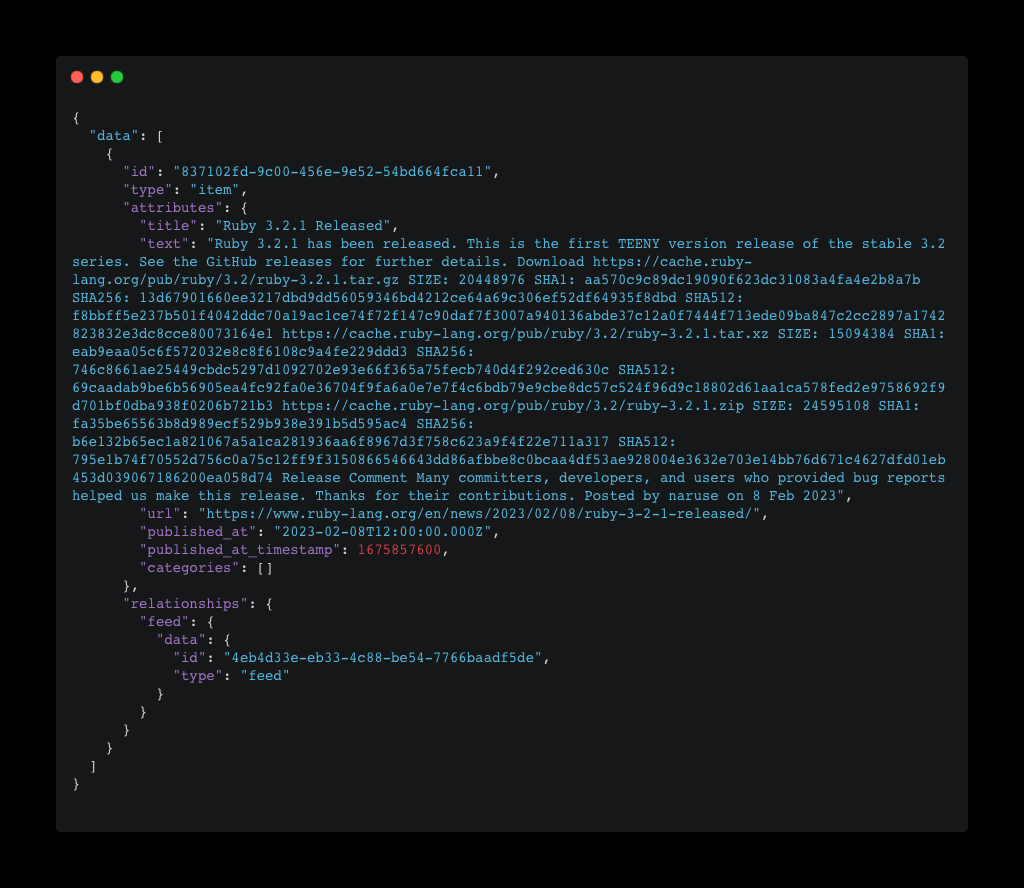 {
  "data": [
    {
      "id": "837102fd-9c00-456e-9e52-54bd664fca11",
      "type": "item",
      "attributes": {
        "title": "Ruby 3.2.1 Released",
        "text": "Ruby 3.2.1 has been released. This is the first TEENY version release of the stable 3.2
series. See the GitHub releases for further details. Download https://cache.ruby-
lang.org/pub/ruby/3.2/ruby-3.2.1.tar.gz SIZE: 20448976 SHA1: aa570c9c89dc19090f623dc31083a4fa4e2b8a7b
SHA256: 13d67901660ee3217dbd9dd56059346bd4212ce64a69c306ef52df64935f8dbd SHA512:
f8bbff5e237b501f4042ddc70a19ac1ce74f72f147c90daf7f3007a940136abde37c12a0f7444f713ede09ba847c2cc2897a1742
823832e3dc8cce80073164e1 https://cache.ruby-lang.org/pub/ruby/3.2/ruby-3.2.1.tar.xz SIZE: 15094384 SHA1:
eab9eaa05c6f572032e8c8f6108c9a4fe229ddd3 SHA256:
746c8661ae25449cbdc5297d1092702e93e66f365a75fecb740d4f292ced630c SHA512:
69caadab9be6b56905ea4fc92fa0e36704f9fa6a0e7e7f4c6bdb79e9cbe8dc57c524f96d9c18802d61aa1ca578fed2e9758692f9
d701bf0dba938f0206b721b3 https://cache.ruby-lang.org/pub/ruby/3.2/ruby-3.2.1.zip SIZE: 24595108 SHA1:
fa35be65563b8d989ecf529b938e391b5d595ac4 SHA256:
b6e132b65ec1a821067a5a1ca281936aa6f8967d3f758c623a9f4f22e711a317 SHA512:
795e1b74f70552d756c0a75c12ff9f3150866546643dd86afbbe8c0bcaa4df53ae928004e3632e703e14bb76d671c4627dfd01eb
453d039067186200ea058d74 Release Comment Many committers, developers, and users who provided bug reports
helped us make this release. Thanks for their contributions. Posted by naruse on 8 Feb 2023",
        "url": "https://www.ruby-lang.org/en/news/2023/02/08/ruby-3-2-1-released/",
        "published_at": "2023-02-08T12:00:00.000Z",
        "published_at_timestamp": 1675857600,
        "categories": []
      },
      "relationships": {
        "feed": {
          "data": {
            "id": "4eb4d33e-eb33-4c88-be54-7766baadf5de",
            "type": "feed"
          }
        }
      }
    }
  ]
}